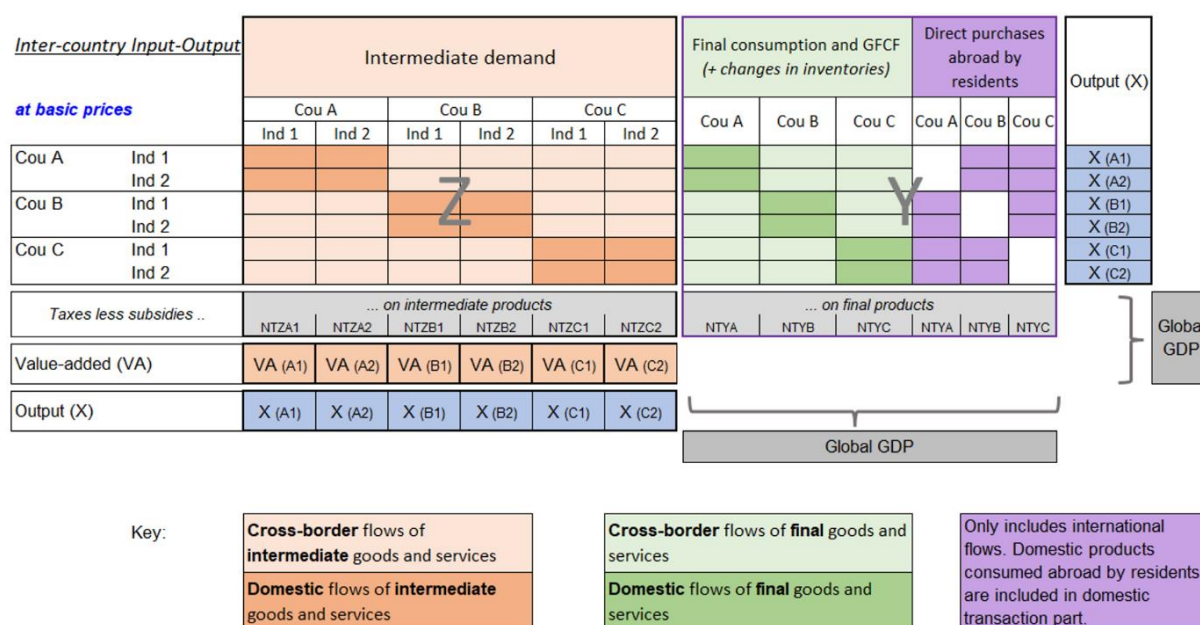 Inter-country Input-Output
at basic prices
Intermediate demand
Final consumption and GFCF
(+ changes in inventories)
Direct purchases
abroad by
residents
Output (X)
Cou A Cou B Cou C
Ind 1 Ind 2 Ind 1 Ind 2 Ind 1 Ind 2
Cou A Cou B Cou C Cou A Cou B Cou C
Cou A Ind 1 X (A1)
Ind 2 X (A2)
Cou B Ind 1 X (B1)
Ind 2 X (B2)
Cou C Ind 1 X (C1)
Ind 2 X (C2)
Z
Y
Taxes less subsidies ..
... on intermediate products
NTZA1 NTZA2 NTZB1 NTZB2 NTZC1 NTZC2
... on final products
NTYA NTYB NTYC NTYA NTYB NTYC
Global
GDP
Value-added (VA) VA (A1) VA (A2) VA (B1) VA (B2) VA (C1) VA (C2)
Output (X) X (A1) X (A2) X (B1) X (B2) X (C1) X (C2)
Global GDP
Key:
Cross-border flows of
intermediate goods and services
Domestic flows of intermediate
goods and services
Cross-border flows of final goods and
services
Domestic flows of final goods and
services
Only includes international
flows. Domestic products
consumed abroad by residents
are included in domestic
transaction part.